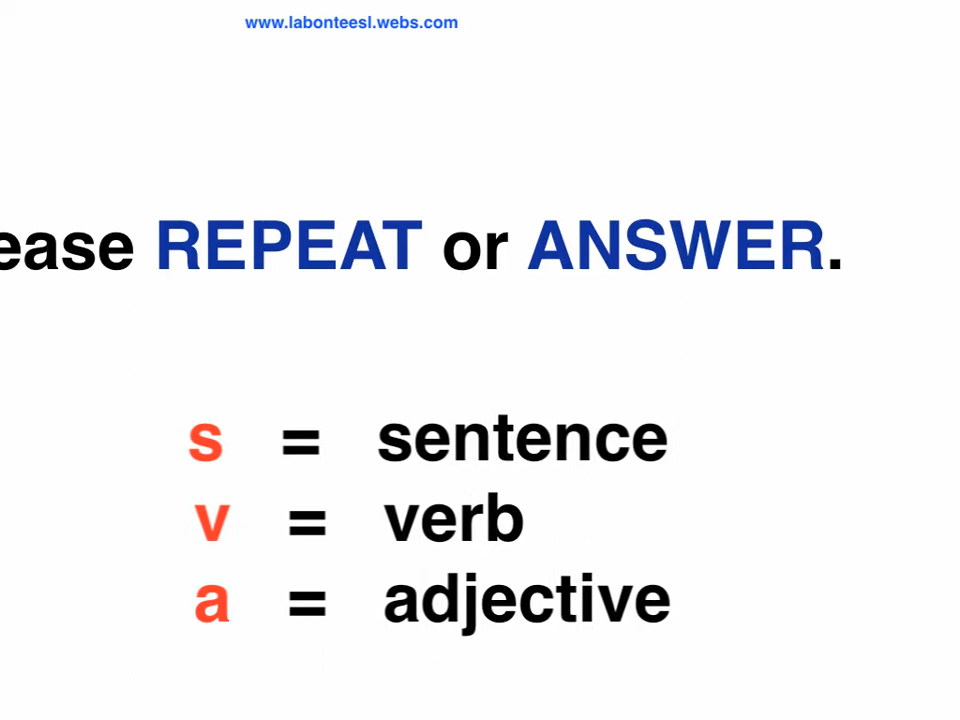 www.labonteesl.webs.com
ease REPEAT or ANSWER.
s = sentence
v = verb
a = adjective